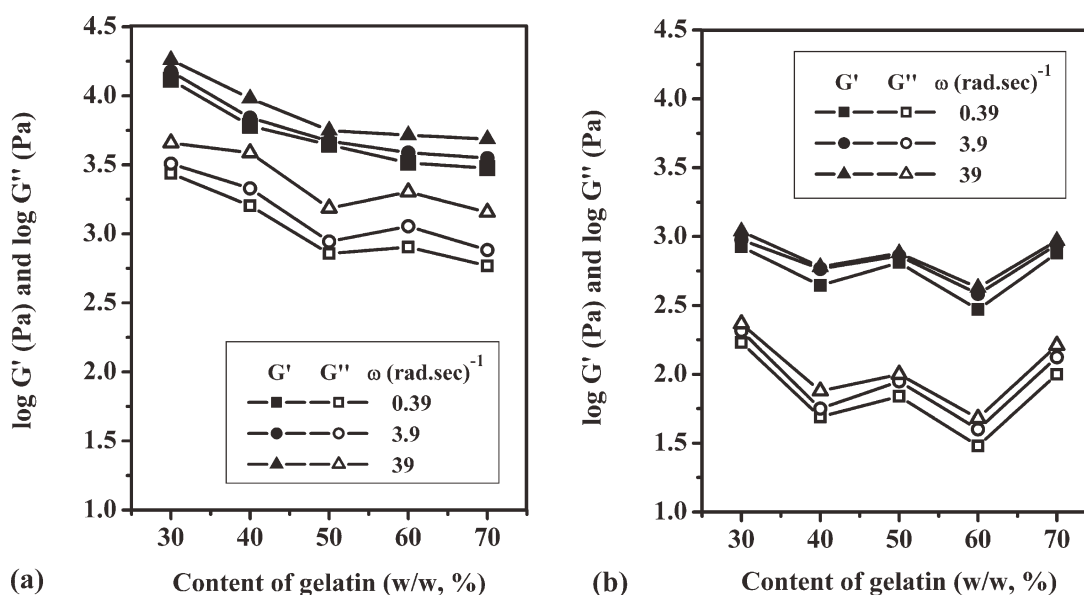 4.5
4.0
3.5
3.0
2.5
2.0
1.5
1.0
log G' (Pa) and log G'' (Pa)
G' G'' ω (rad.sec)-1
0.39
3.9
39
30 40 50 60 70
(a) Content of gelatin (w/w, %)
4.5
4.0
3.5
3.0
2.5
2.0
1.5
1.0
log G' (Pa) and log G'' (Pa)
G' G'' ω (rad.sec)-1
0.39
3.9
39
30 40 50 60 70
(b) Content of gelatin (w/w, %)